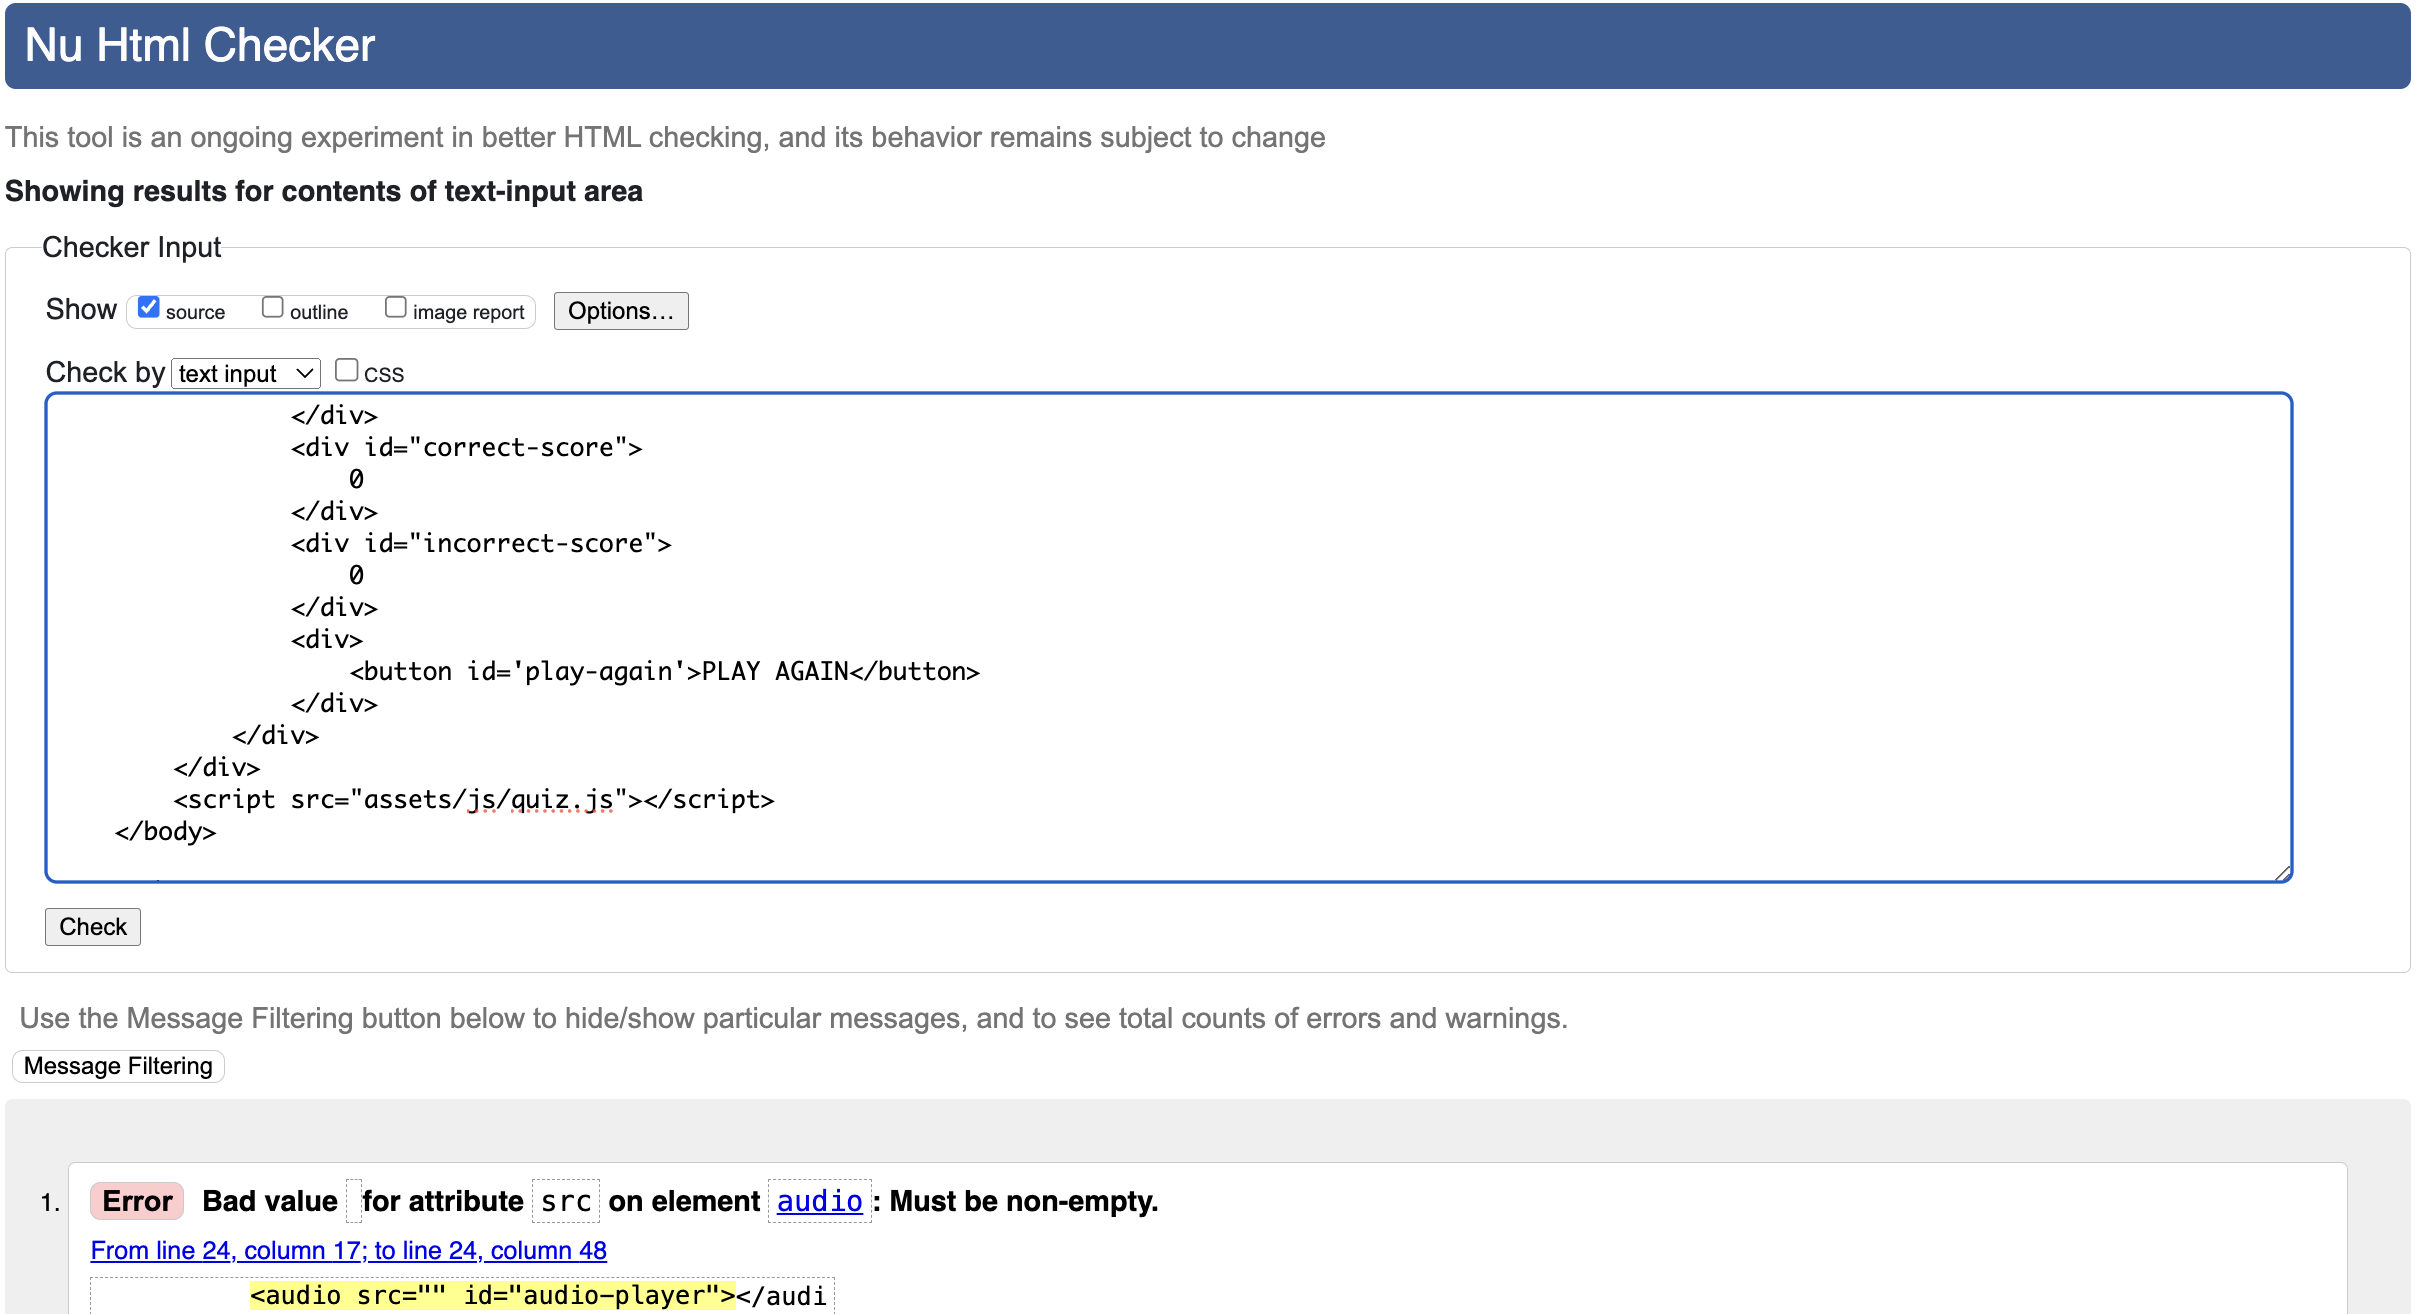 Nu Html Checker
This tool is an ongoing experiment in better HTML checking, and its behavior remains subject to change
Showing results for contents of text-input area
Checker Input
Show source outline image report Options...
Check by text input css
</div>
<div id="correct-score">
0
</div>
<div id="incorrect-score">
0
</div>
<div>
<button id='play-again'>PLAY AGAIN</button>
</div>
</div>
</div>
<script src="assets/js/quiz.js"></script>
</body>
Check
Use the Message Filtering button below to hide/show particular messages, and to see total counts of errors and warnings.
Message Filtering
1. Error Bad value for attribute src on element audio: Must be non-empty.
From line 24, column 17; to line 24, column 48
<audio src="" id="audio-player"></audi